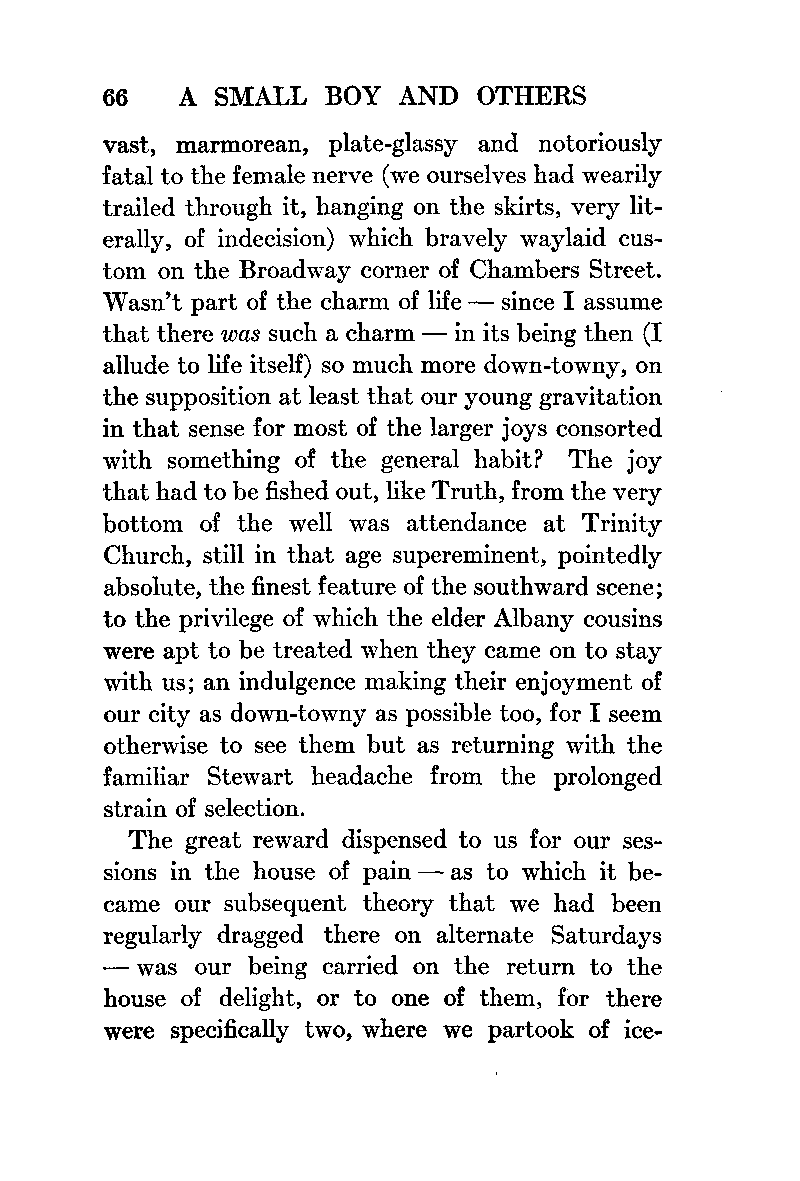 66 A SMALL BOY AND OTHERS
vast, marmorean, plate-glassy and notoriously
fatal to the female nerve (we ourselves had wearily
trailed through it, hanging on the skirts, very lit-
erally, of indecision) which bravely waylaid cus-
tom on the Broadway corner of Chambers Street.
Wasn't part of the charm of life — since I assume
that there was such a charm — in its being then (I
allude to life itself) so much more down-towny, on
the supposition at least that our young gravitation
in that sense for most of the larger joys consorted
with something of the general habit? The joy
that had to be fished out, like Truth, from the very
bottom of the well was attendance at Trinity
Church, still in that age supereminent, pointedly
absolute, the finest feature of the southward scene;
to the privilege of which the elder Albany cousins
were apt to be treated when they came on to stay
with us; an indulgence making their enjoyment of
our city as down-towny as possible too, for I seem
otherwise to see them but as returning with the
familiar Stewart headache from the prolonged
strain of selection.
The great reward dispensed to us for our ses-
sions in the house of pain — as to which it be-
came our subsequent theory that we had been
regularly dragged there on alternate Saturdays
— was our being carried on the return to the
house of delight, or to one of them, for there
were specifically two, where we partook of ice-